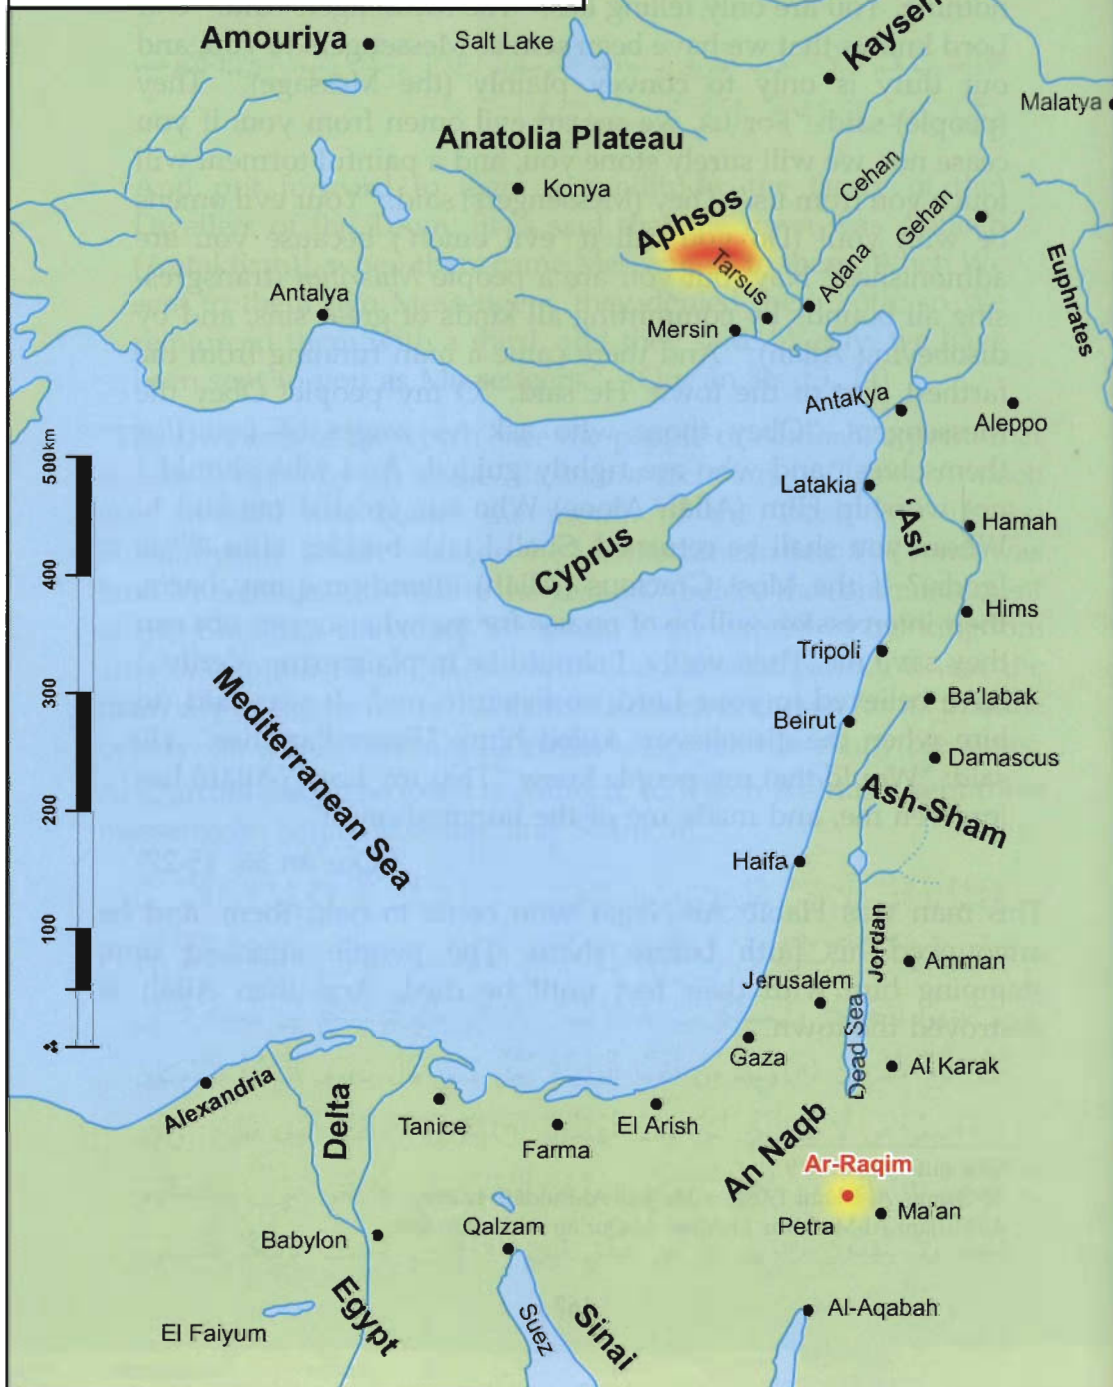 Amouriya
Salt Lake
Malatya
Anatolia Plateau
Konya
Cehan
Gehan
Aphsos
Tarsus
Adana
Euphrates
Antalya
Mersin
Antakya
Aleppo
Latakia
'Asi
Hamah
Cyprus
Hims
Tripoli
Ba'labak
Beirut
Damascus
Ash-Sham
Mediterranean Sea
Haifa
Jordan
Amman
Jerusalem
Dead Sea
Gaza
Al Karak
500 km
400
300
200
100
Alexandria
Delta
Tanice
Farma
El Arish
An Naqb
Ar-Raqim
Petra
Ma'an
Babylon
Qalzam
Egypt
El Faiyum
Suez
Sinai
Al-Aqabah